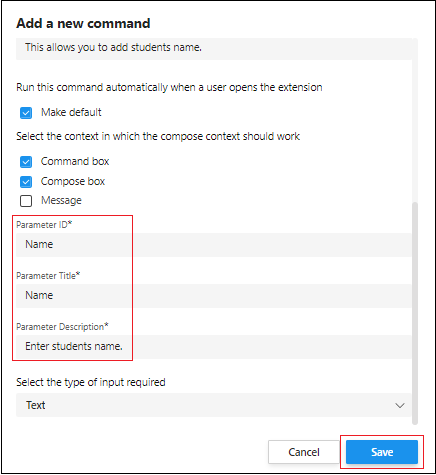 Add a new command
This allows you to add students name.
Run this command automatically when a user opens the extension
Make default
Select the context in which the compose context should work
Command box
Compose box
Message
Parameter ID*
Name
Parameter Title*
Name
Parameter Description*
Enter students name.
Select the type of input required
Text
Cancel
Save